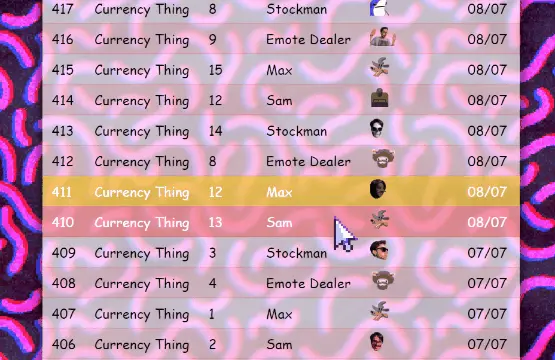 417 Currency Thing 8 Stockman 08/07
416 Currency Thing 9 Emote Dealer 08/07
415 Currency Thing 15 Max 08/07
414 Currency Thing 12 Sam 08/07
413 Currency Thing 14 Stockman 08/07
412 Currency Thing 8 Emote Dealer 08/07
411 Currency Thing 12 Max 08/07
410 Currency Thing 13 Sam 08/07
409 Currency Thing 3 Stockman 07/07
408 Currency Thing 4 Emote Dealer 07/07
407 Currency Thing 1 Max 07/07
406 Currency Thing 2 Sam 07/07